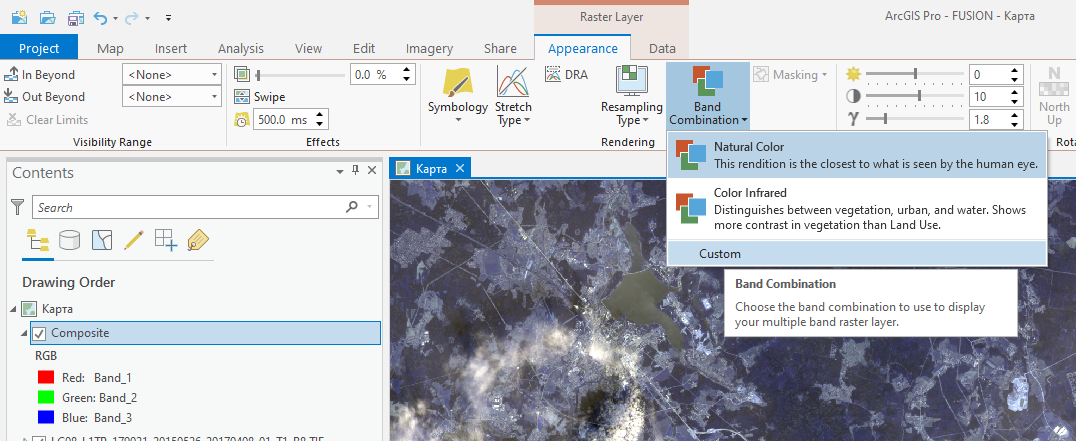 Raster Layer
ArcGIS Pro - FUSION - Карта
Project
Map
Insert
Analysis
View
Edit
Imagery
Share
Appearance
Data
In Beyond
<None>
Out Beyond
<None>
Clear Limits
Visibility Range
0.0 %
Swipe
500.0 ms
Effects
Symbology
Stretch
Type
DRA
Resampling
Type
Band
Combination
Masking
Rendering
0
10
γ
1.8
N
North
Up
Rota
Natural Color
This rendition is the closest to what is seen by the human eye.
Color Infrared
Distinguishes between vegetation, urban, and water. Shows
more contrast in vegetation than Land Use.
Custom
Band Combination
Choose the band combination to use to display
your multiple band raster layer.
Contents
Search
Drawing Order
Карта
Composite
RGB
Red: Band_1
Green: Band_2
Blue: Band_3
Карта